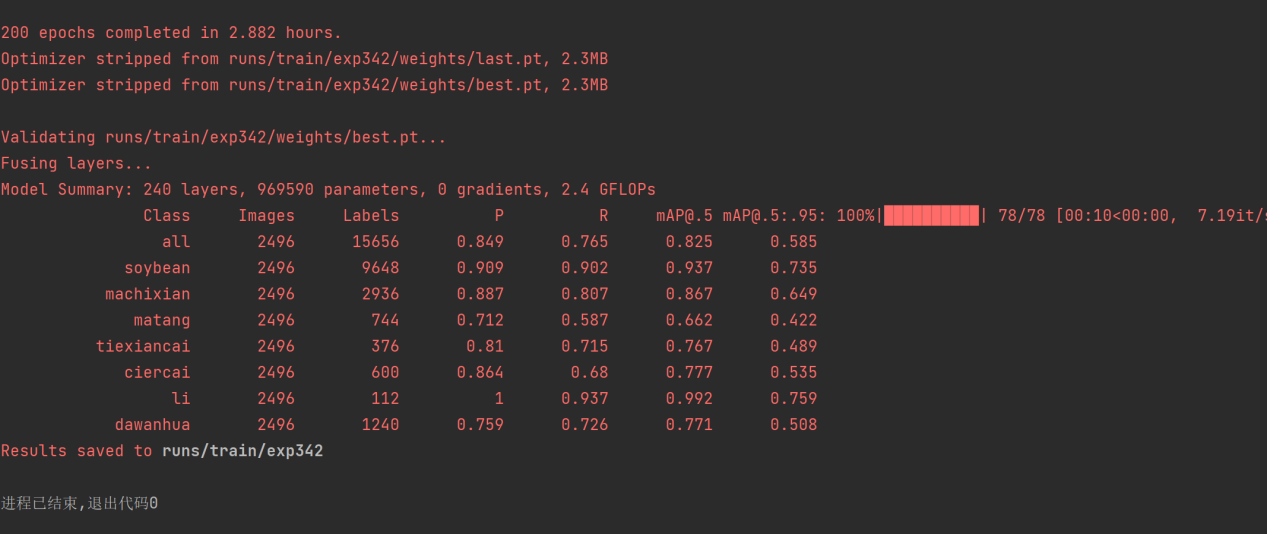 200 epochs completed in 2.882 hours.
Optimizer stripped from runs/train/exp342/weights/last.pt, 2.3MB
Optimizer stripped from runs/train/exp342/weights/best.pt, 2.3MB
Validating runs/train/exp342/weights/best.pt...
Fusing layers...
Model Summary: 240 layers, 969590 parameters, 0 gradients, 2.4 GFLOPs
Class Images Labels P R mAP@.5 mAP@.5:.95: 100%|██████████| 78/78 [00:10<00:00, 7.19it/s
all 2496 15656 0.849 0.765 0.825 0.585
soybean 2496 9648 0.909 0.902 0.937 0.735
machixian 2496 2936 0.887 0.807 0.867 0.649
matang 2496 744 0.712 0.587 0.662 0.422
tiexiancai 2496 376 0.81 0.715 0.767 0.489
ciercai 2496 600 0.864 0.68 0.777 0.535
li 2496 112 1 0.937 0.992 0.759
dawanhua 2496 1240 0.759 0.726 0.771 0.508
Results saved to runs/train/exp342
进程已结束,退出代码0